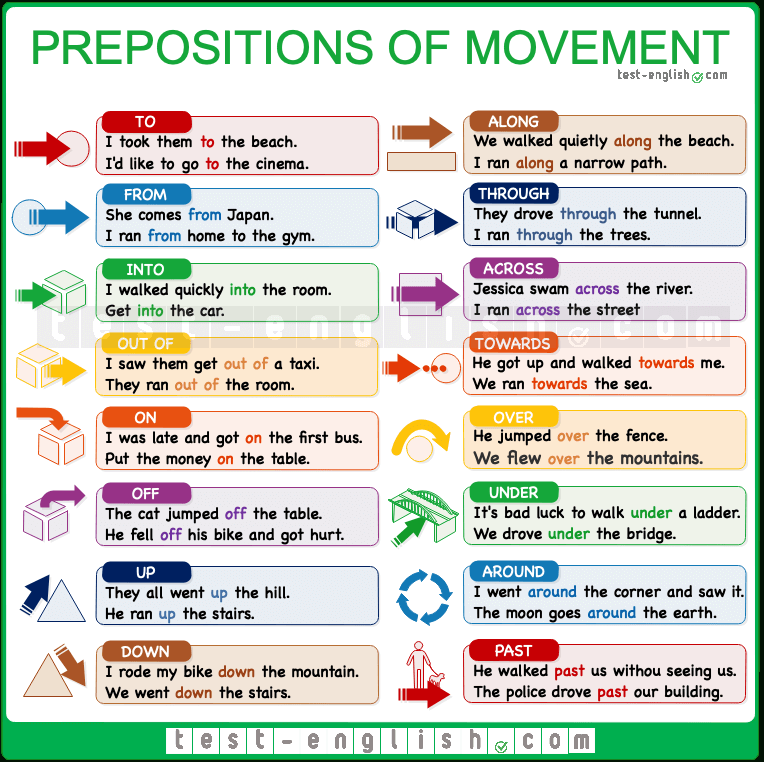 PREPOSITIONS OF MOVEMENT
test-english.com
TO
I took them to the beach.
I'd like to go to the cinema.
FROM
She comes from Japan.
I ran from home to the gym.
INTO
I walked quickly into the room.
Get into the car.
OUT OF
I saw them get out of a taxi.
They ran out of the room.
ON
I was late and got on the first bus.
Put the money on the table.
OFF
The cat jumped off the table.
He fell off his bike and got hurt.
UP
They all went up the hill.
He ran up the stairs.
DOWN
I rode my bike down the mountain.
We went down the stairs.
ALONG
We walked quietly along the beach.
I ran along a narrow path.
THROUGH
They drove through the tunnel.
I ran through the trees.
ACROSS
Jessica swam across the river.
I ran across the street
TOWARDS
He got up and walked towards me.
We ran towards the sea.
OVER
He jumped over the fence.
We flew over the mountains.
UNDER
It's bad luck to walk under a ladder.
We drove under the bridge.
AROUND
I went around the corner and saw it.
The moon goes around the earth.
PAST
He walked past us withou seeing us.
The police drove past our building.
test-english.com
test-english.com